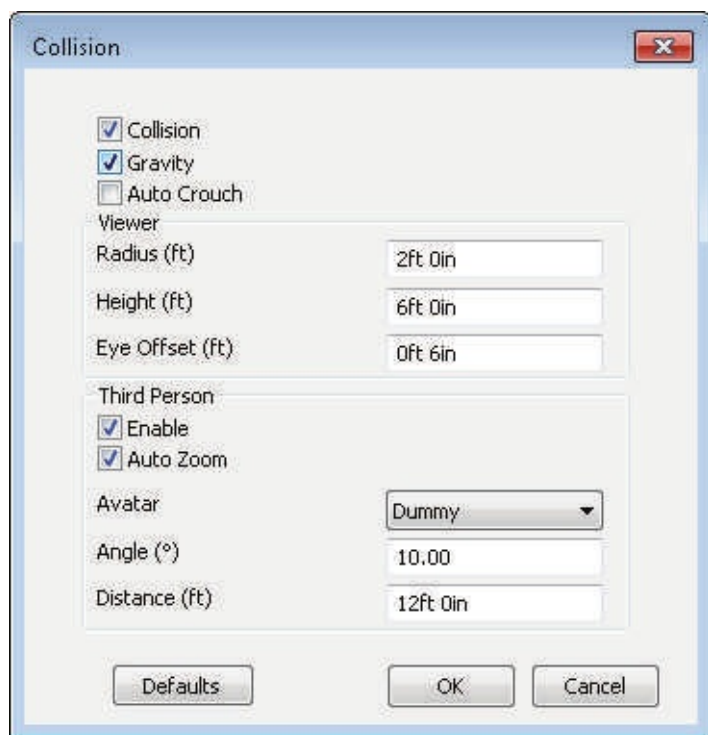 Collision
Collision
Gravity
Auto Crouch
Viewer
Radius (ft) 2ft 0in
Height (ft) 6ft 0in
Eye Offset (ft) 0ft 6in
Third Person
Enable
Auto Zoom
Avatar Dummy
Angle (°) 10.00
Distance (ft) 12ft 0in
Defaults OK Cancel